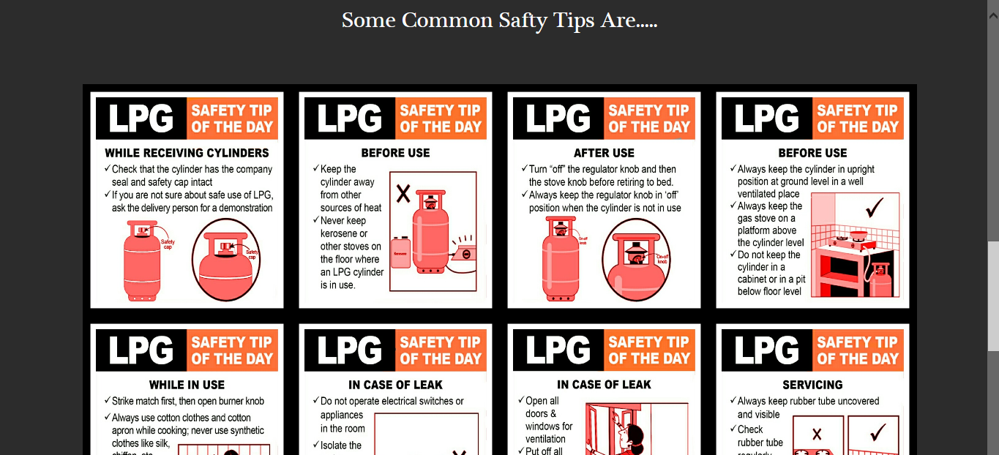 Some Common Safty Tips Are.....
LPG
SAFETY TIP
OF THE DAY
WHILE RECEIVING CYLINDERS
✓Check that the cylinder has the company
seal and safety cap intact
✓If you are not sure about safe use of LPG,
ask the delivery person for a demonstration
Safety
cap
Safety
cap
LPG
SAFETY TIP
OF THE DAY
BEFORE USE
✓Keep the
cylinder away
from other
sources of heat
✓Never keep
kerosene or
other stoves on
the floor where
an LPG cylinder
is in use.
Kerosene
LPG
SAFETY TIP
OF THE DAY
AFTER USE
✓Turn “off” the regulator knob and then
the stove knob before retiring to bed.
✓Always keep the regulator knob in ‘off’
position when the cylinder is not in use
On-off
knob
On-off
knob
LPG
SAFETY TIP
OF THE DAY
BEFORE USE
✓Always keep the cylinder in upright
position at ground level in a well
ventilated place
✓Always keep the
gas stove on a
platform above
the cylinder level
✓Do not keep the
cylinder in a
cabinet or in a pit
below floor level
LPG
SAFETY TIP
OF THE DAY
WHILE IN USE
✓Strike match first, then open burner knob
✓Always use cotton clothes and cotton
apron while cooking; never use synthetic
clothes like silk,
LPG
SAFETY TIP
OF THE DAY
IN CASE OF LEAK
✓Do not operate electrical switches or
appliances
in the room
✓Isolate the
LPG
SAFETY TIP
OF THE DAY
IN CASE OF LEAK
✓Open all
doors &
windows for
ventilation
✓Put off all
LPG
SAFETY TIP
OF THE DAY
SERVICING
✓Always keep rubber tube uncovered
and visible
✓Check
rubber tube